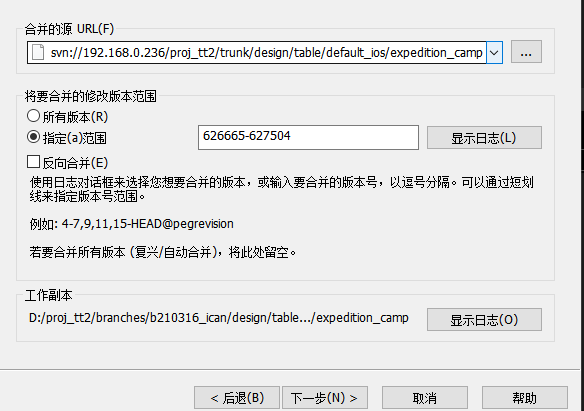 合并的源 URL(F)
svn://192.168.0.236/proj_tt2/trunk/design/table/default_ios/expedition_camp
...
将要合并的修改版本范围
所有版本(R)
指定(a)范围
626665-627504
显示日志(L)
反向合并(E)
使用日志对话框来选择您想要合并的版本，或输入要合并的版本号，以逗号分隔。可以通过短划
线来指定版本号范围。
例如: 4-7,9,11,15-HEAD@pegrevision
若要合并所有版本 (复兴/自动合并)，将此处留空。
工作副本
D:/proj_tt2/branches/b210316_ican/design/table.../expedition_camp
显示日志(O)
< 后退(B)
下一步(N) >
取消
帮助